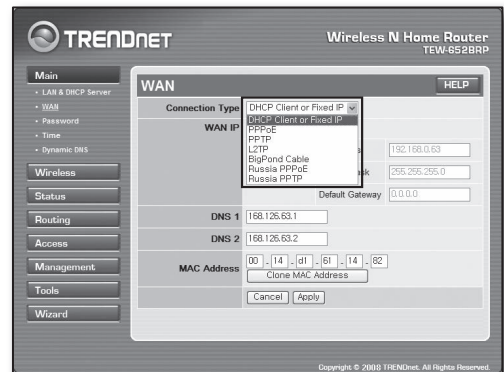 TRENDNET
Wireless N Home Router
TEW-652BRP
Main
• LAN & DHCP Server
• WAN
• Password
• Time
• Dynamic DNS
Wireless
Status
Routing
Access
Management
Tools
Wizard
WAN
HELP
Connection Type DHCP Client or Fixed IP
DHCP Client or Fixed IP
PPPoE
PPTP
L2TP
BigPond Cable
Russia PPPoE
Russia PPTP
WAN IP
192.168.0.63
255.255.255.0
Default Gateway 0.0.0.0
DNS 1 168.126.63.1
DNS 2 168.126.63.2
MAC Address 00 - 14 - d1 - 61 - 14 - 82
Clone MAC Address
Cancel Apply
Copyright © 2008 TRENDnet. All Rights Reserved.